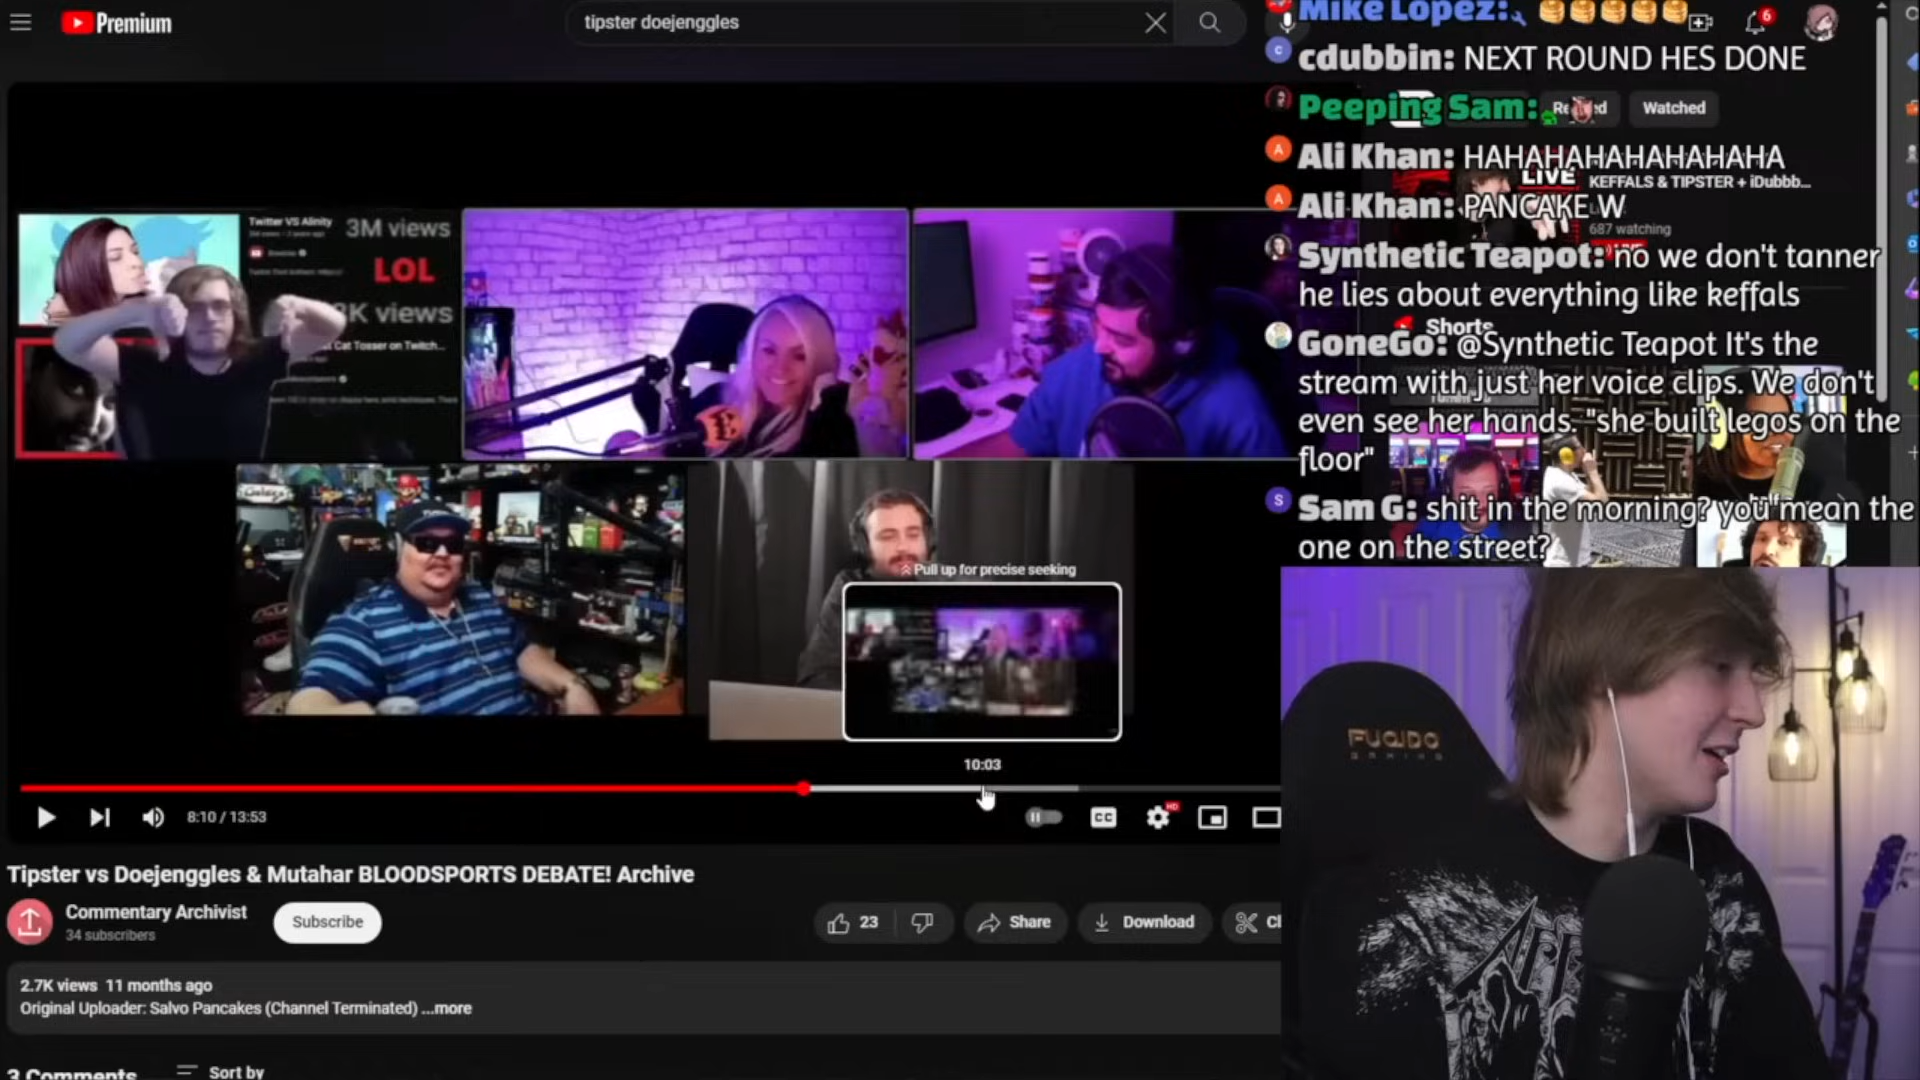 Premium
tipster doejenggles
Mike Lopez:
6
cdubbin: NEXT ROUND HES DONE
Peeping Sam:
Watched
Ali Khan: HAHAHAHAHAHAHAHA
LIVE
KEFFALS & TIPSTER + iDubbb...
Ali Khan: PANCAKE W
687 watching
Synthetic Teapot: no we don't tanner
he lies about everything like keffals
Shorts
GoneGo: @Synthetic Teapot It's the
stream with just her voice clips. We don't
even see her hands. "she built legos on the
floor"
Sam G: shit in the morning? you mean the
one on the street?
Twitter VS Alinity
3M views
LOL
K views
Cat Tosser on Twitch...
Pull up for precise seeking
10:03
8:10 / 13:53
CC
HD
Tipster vs Doejenggles & Mutahar BLOODSPORTS DEBATE! Archive
Commentary Archivist
34 subscribers
Subscribe
23
Share
Download
2.7K views 11 months ago
Original Uploader: Salvo Pancakes (Channel Terminated) ...more
3 Comments
Sort by
FUQIDO
GAMING